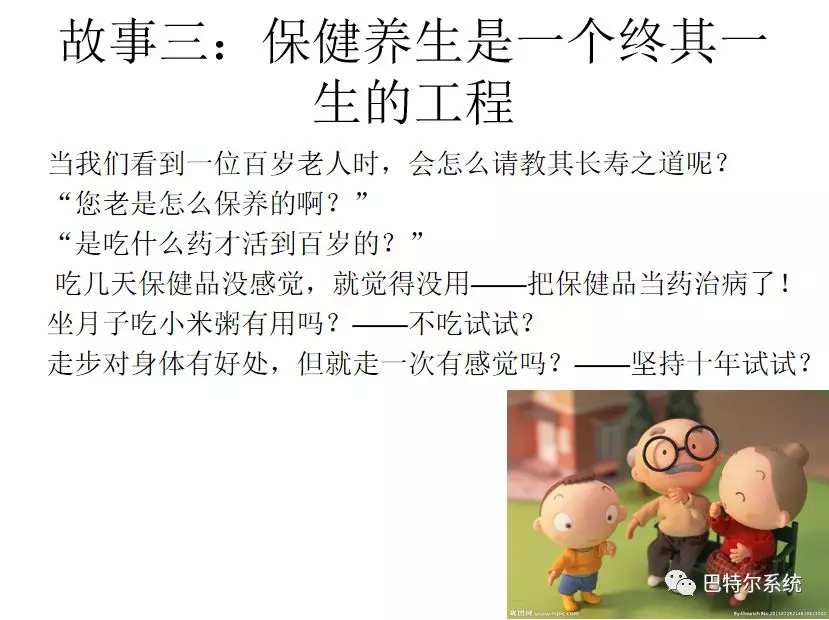 故事三：保健养生是一个终其一
生的工程
当我们看到一位百岁老人时，会怎么请教其长寿之道呢？
“您老是怎么保养的啊？”
“是吃什么药才活到百岁的？”
吃几天保健品没感觉，就觉得没用——把保健品当药治病了！
坐月子吃小米粥有用吗？——不吃试试？
走步对身体有好处，但就走一次有感觉吗？——坚持十年试试？
巴特尔系统
昵图网